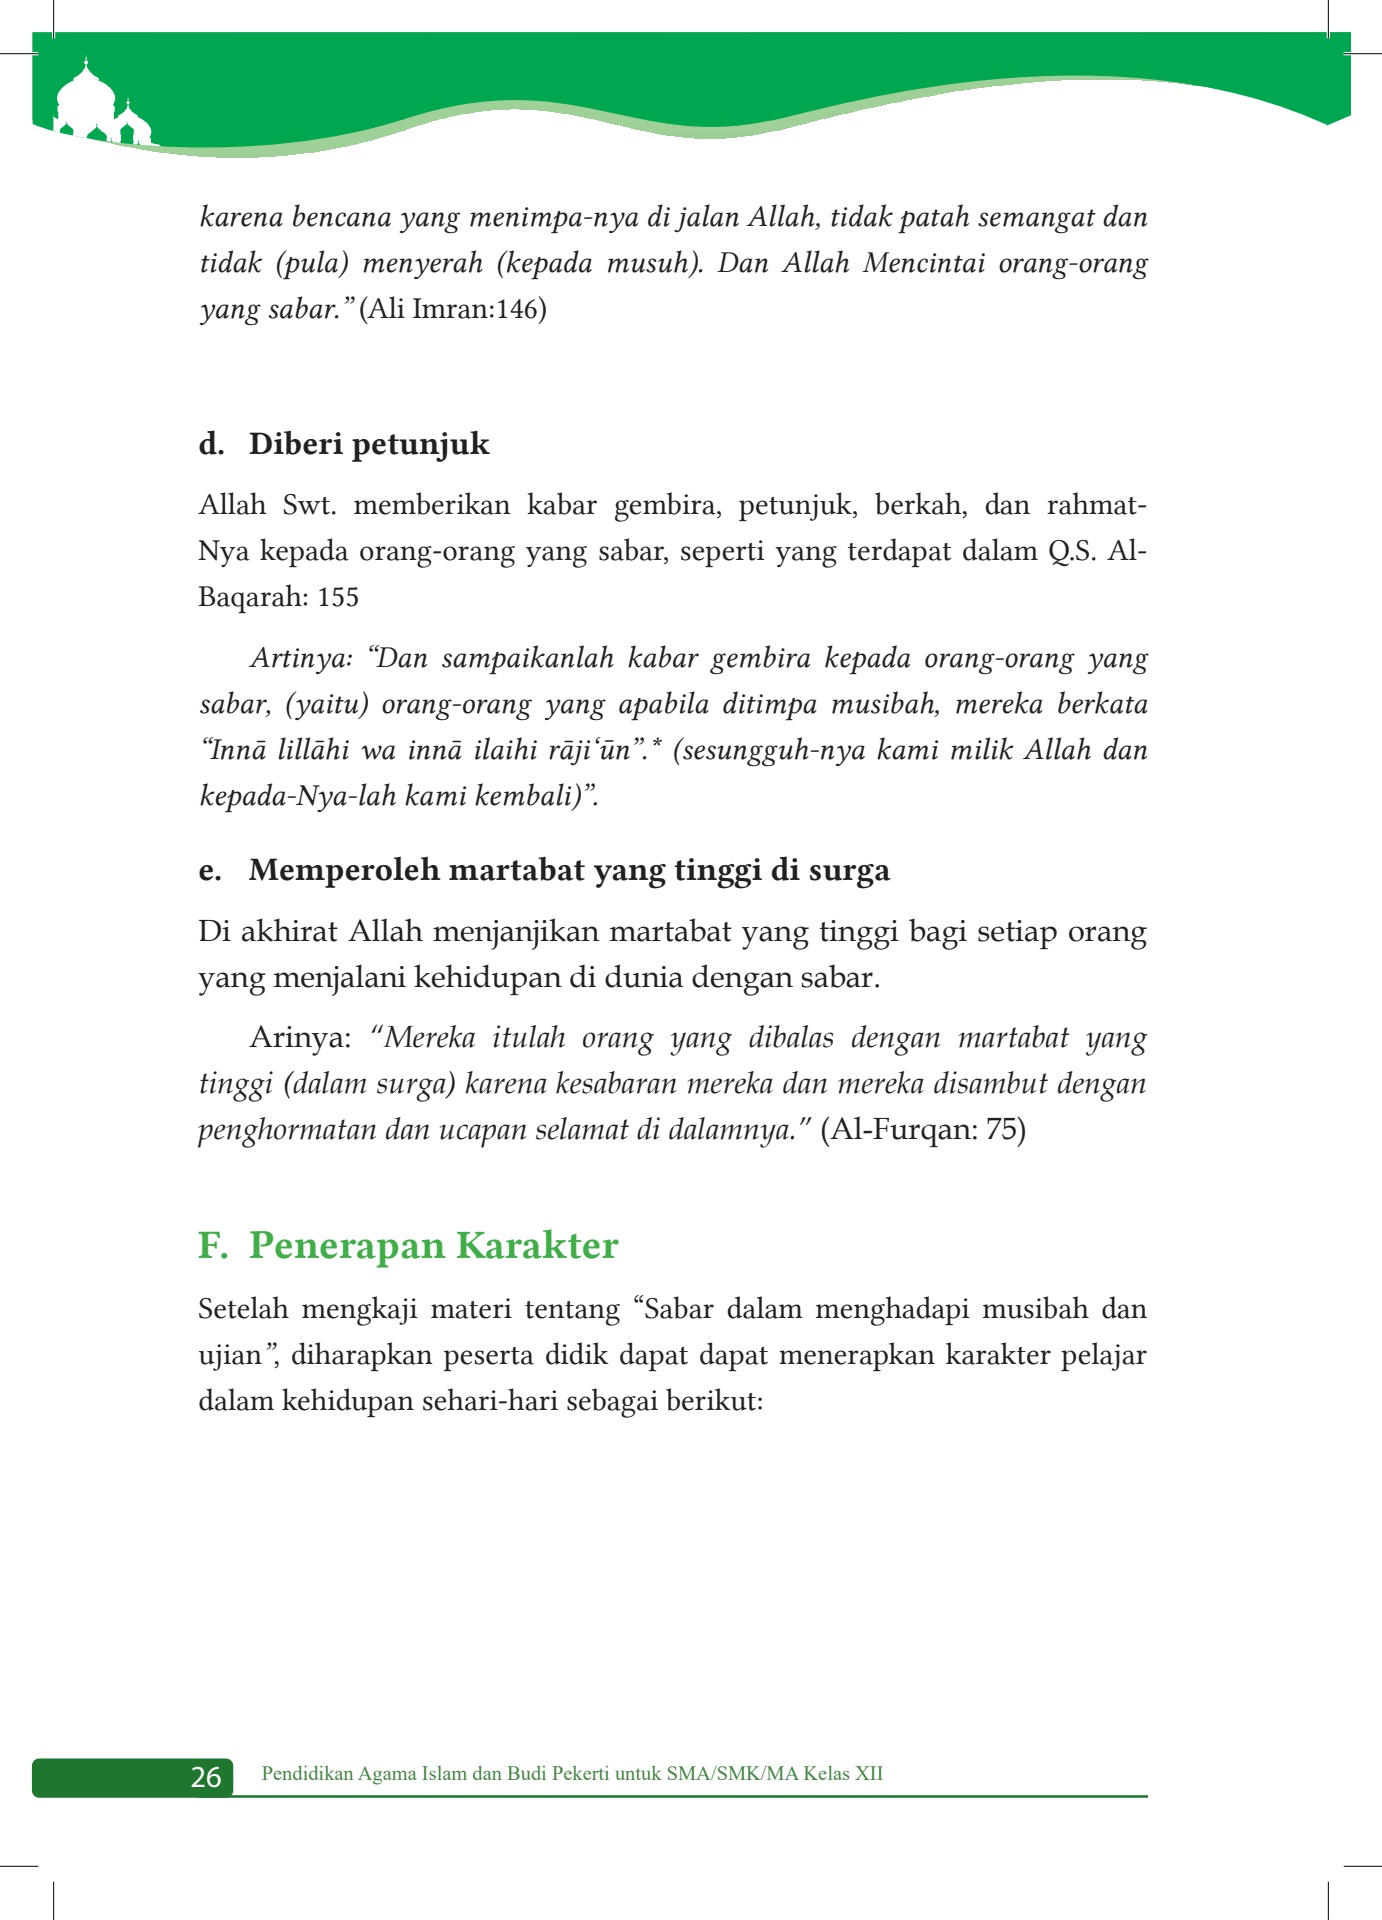 karena bencana yang menimpa-nya di jalan Allah, tidak patah semangat dan
tidak (pula) menyerah (kepada musuh). Dan Allah Mencintai orang-orang
yang sabar.” (Ali Imran:146)
d. Diberi petunjuk
Allah Swt. memberikan kabar gembira, petunjuk, berkah, dan rahmat-
Nya kepada orang-orang yang sabar, seperti yang terdapat dalam Q.S. Al-
Baqarah: 155
Artinya: “Dan sampaikanlah kabar gembira kepada orang-orang yang
sabar, (yaitu) orang-orang yang apabila ditimpa musibah, mereka berkata
“Innā lillāhi wa innā ilaihi rāji‘ūn”.* (sesungguh-nya kami milik Allah dan
kepada-Nya-lah kami kembali)”.
e. Memperoleh martabat yang tinggi di surga
Di akhirat Allah menjanjikan martabat yang tinggi bagi setiap orang
yang menjalani kehidupan di dunia dengan sabar.
Arinya: “Mereka itulah orang yang dibalas dengan martabat yang
tinggi (dalam surga) karena kesabaran mereka dan mereka disambut dengan
penghormatan dan ucapan selamat di dalamnya.” (Al-Furqan: 75)
F. Penerapan Karakter
Setelah mengkaji materi tentang “Sabar dalam menghadapi musibah dan
ujian”, diharapkan peserta didik dapat dapat menerapkan karakter pelajar
dalam kehidupan sehari-hari sebagai berikut:
26 Pendidikan Agama Islam dan Budi Pekerti untuk SMA/SMK/MA Kelas XII